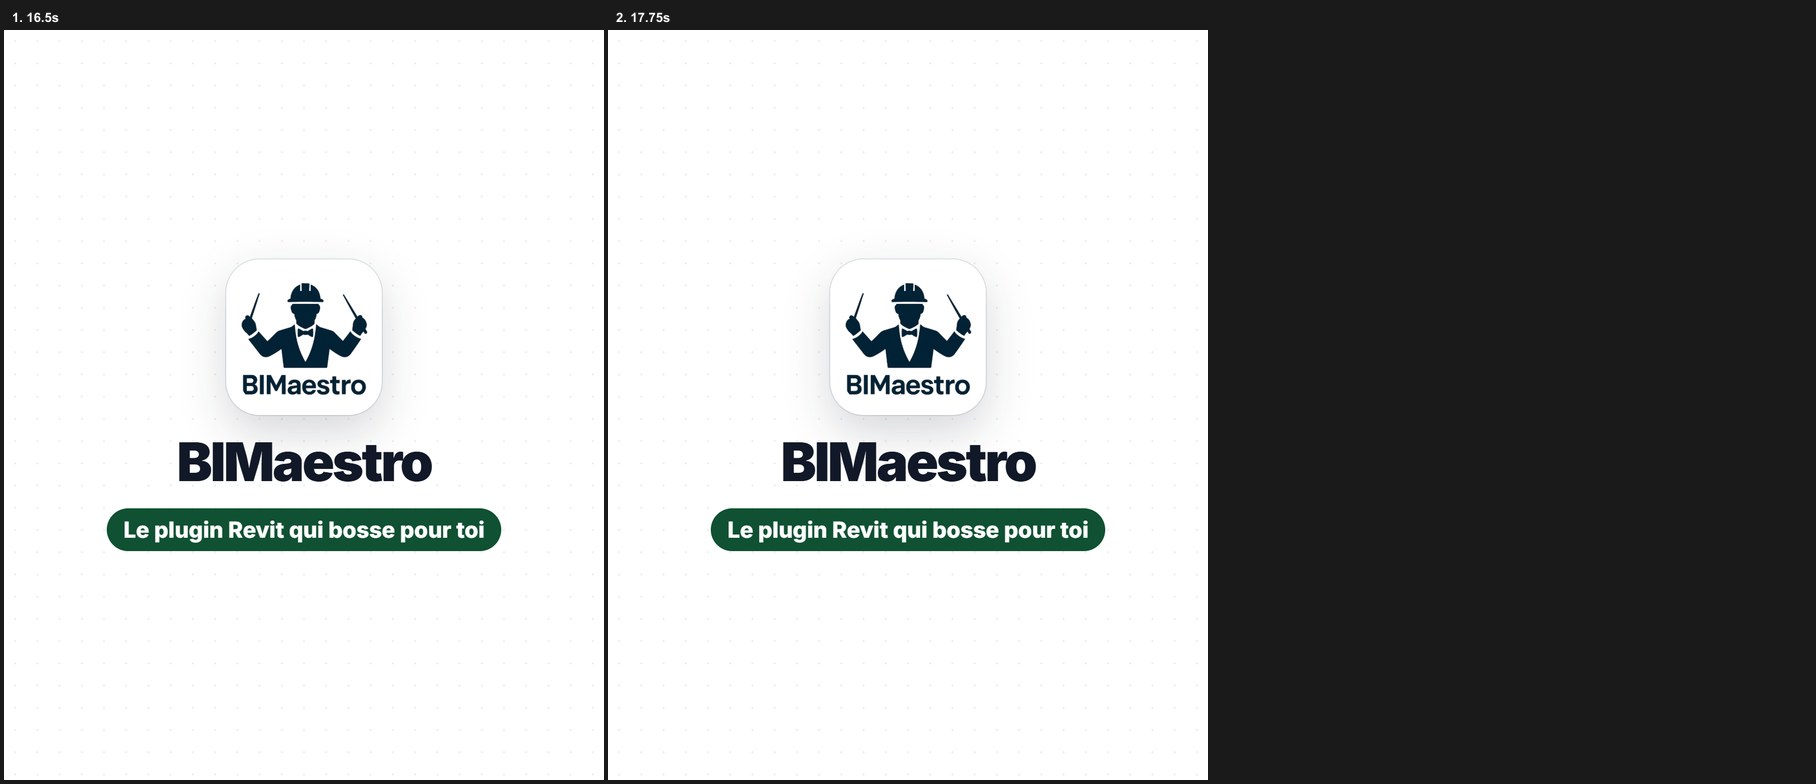 1. 16.5s
2. 17.75s
BIMaestro
BIMaestro
Le plugin Revit qui bosse pour toi
BIMaestro
BIMaestro
Le plugin Revit qui bosse pour toi